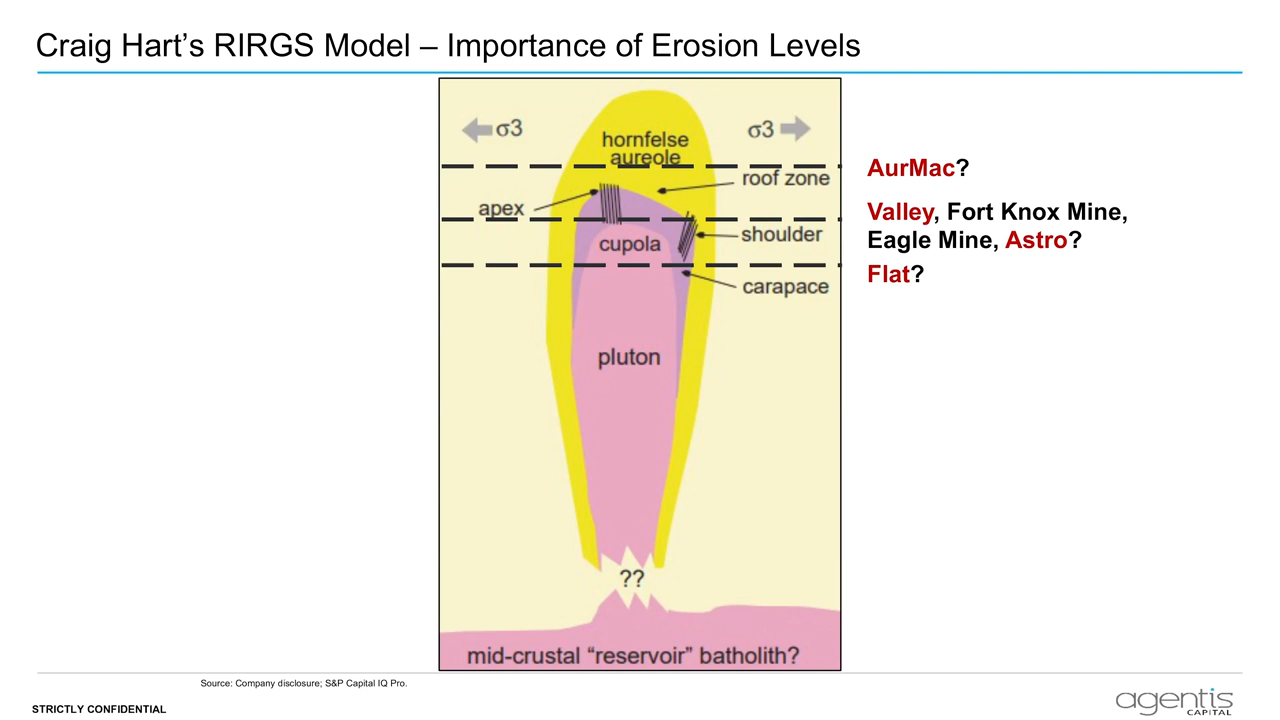 Craig Hart’s RIRGS Model – Importance of Erosion Levels
σ3
σ3
hornfelse
aureole
roof zone
apex
cupola
shoulder
carapace
pluton
??
mid-crustal “reservoir” batholith?
AurMac?
Valley, Fort Knox Mine,
Eagle Mine, Astro?
Flat?
Source: Company disclosure; S&P Capital IQ Pro.
STRICTLY CONFIDENTIAL
agentis
CAPITAL